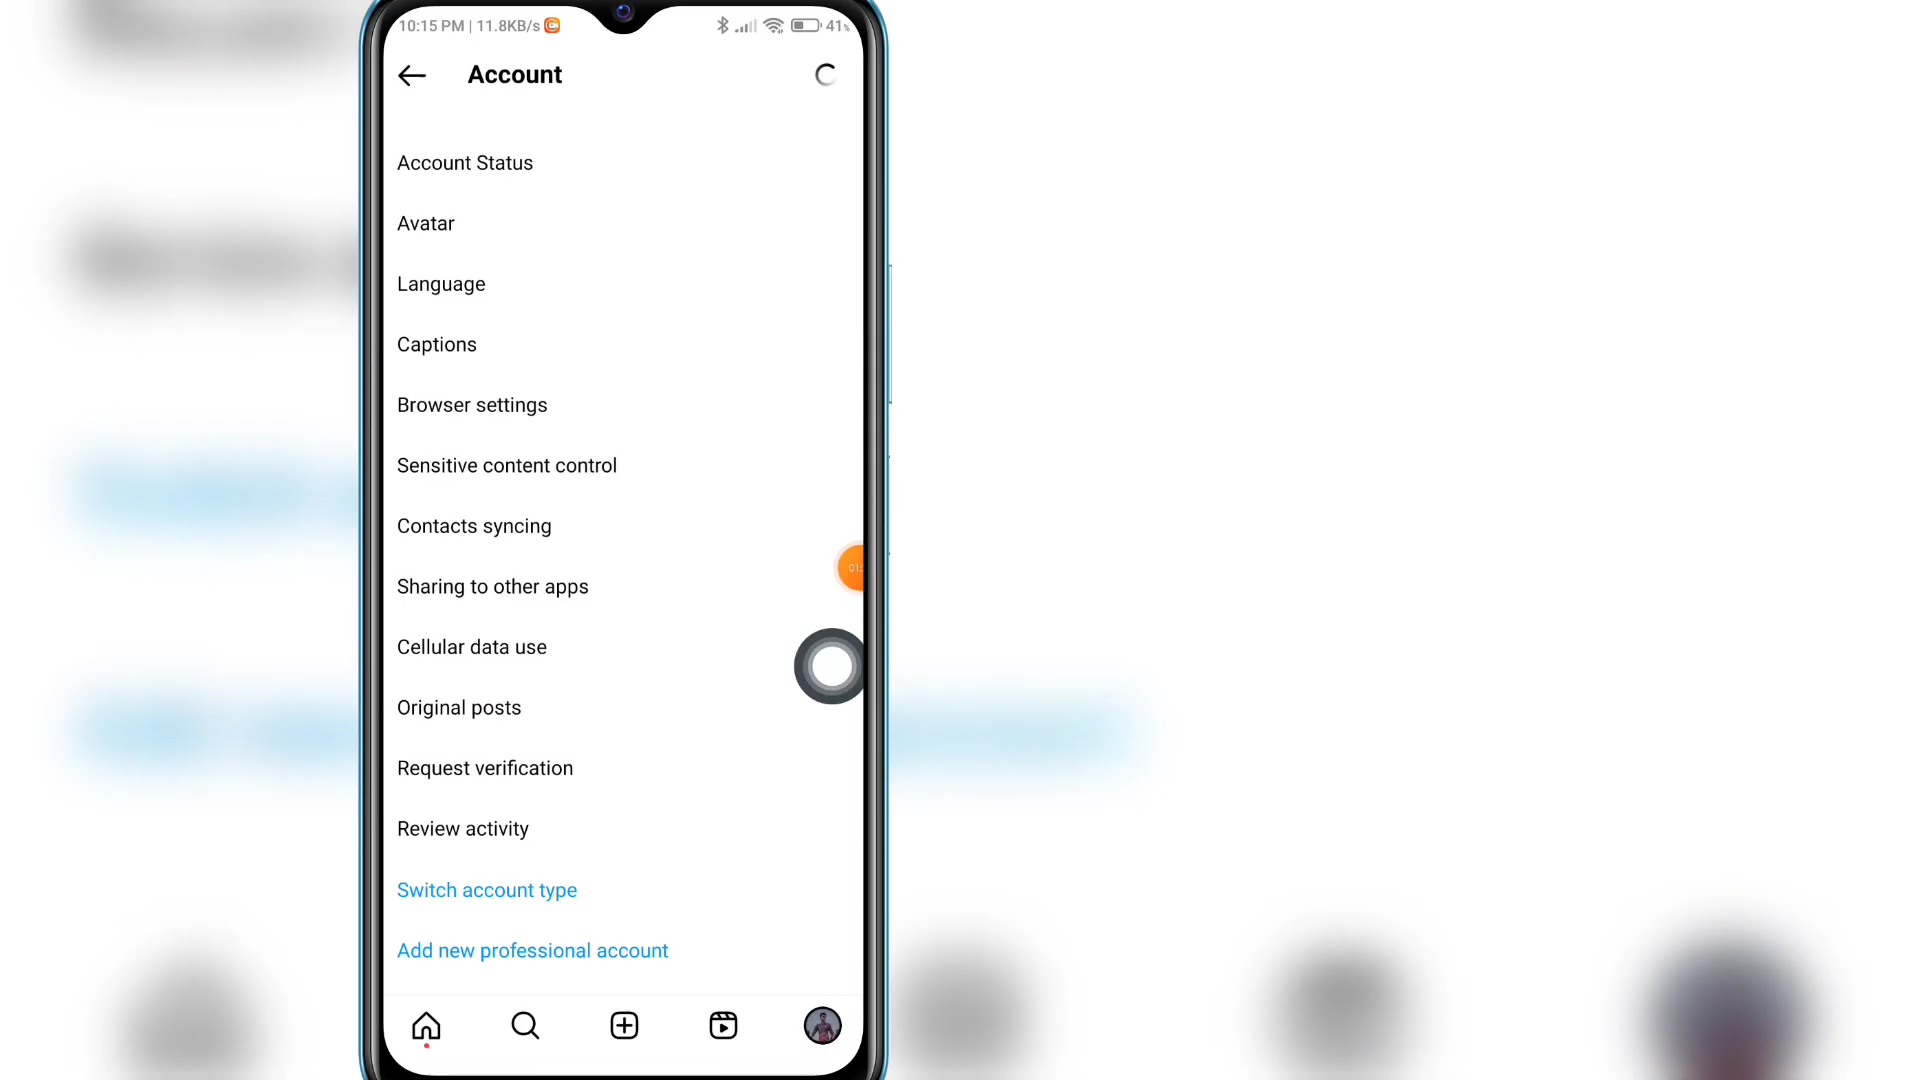 10:15 PM | 11.8KB/s 41%
Account
Account Status
Avatar
Language
Captions
Browser settings
Sensitive content control
Contacts syncing
01:
Sharing to other apps
Cellular data use
Original posts
Request verification
Review activity
Switch account type
Add new professional account